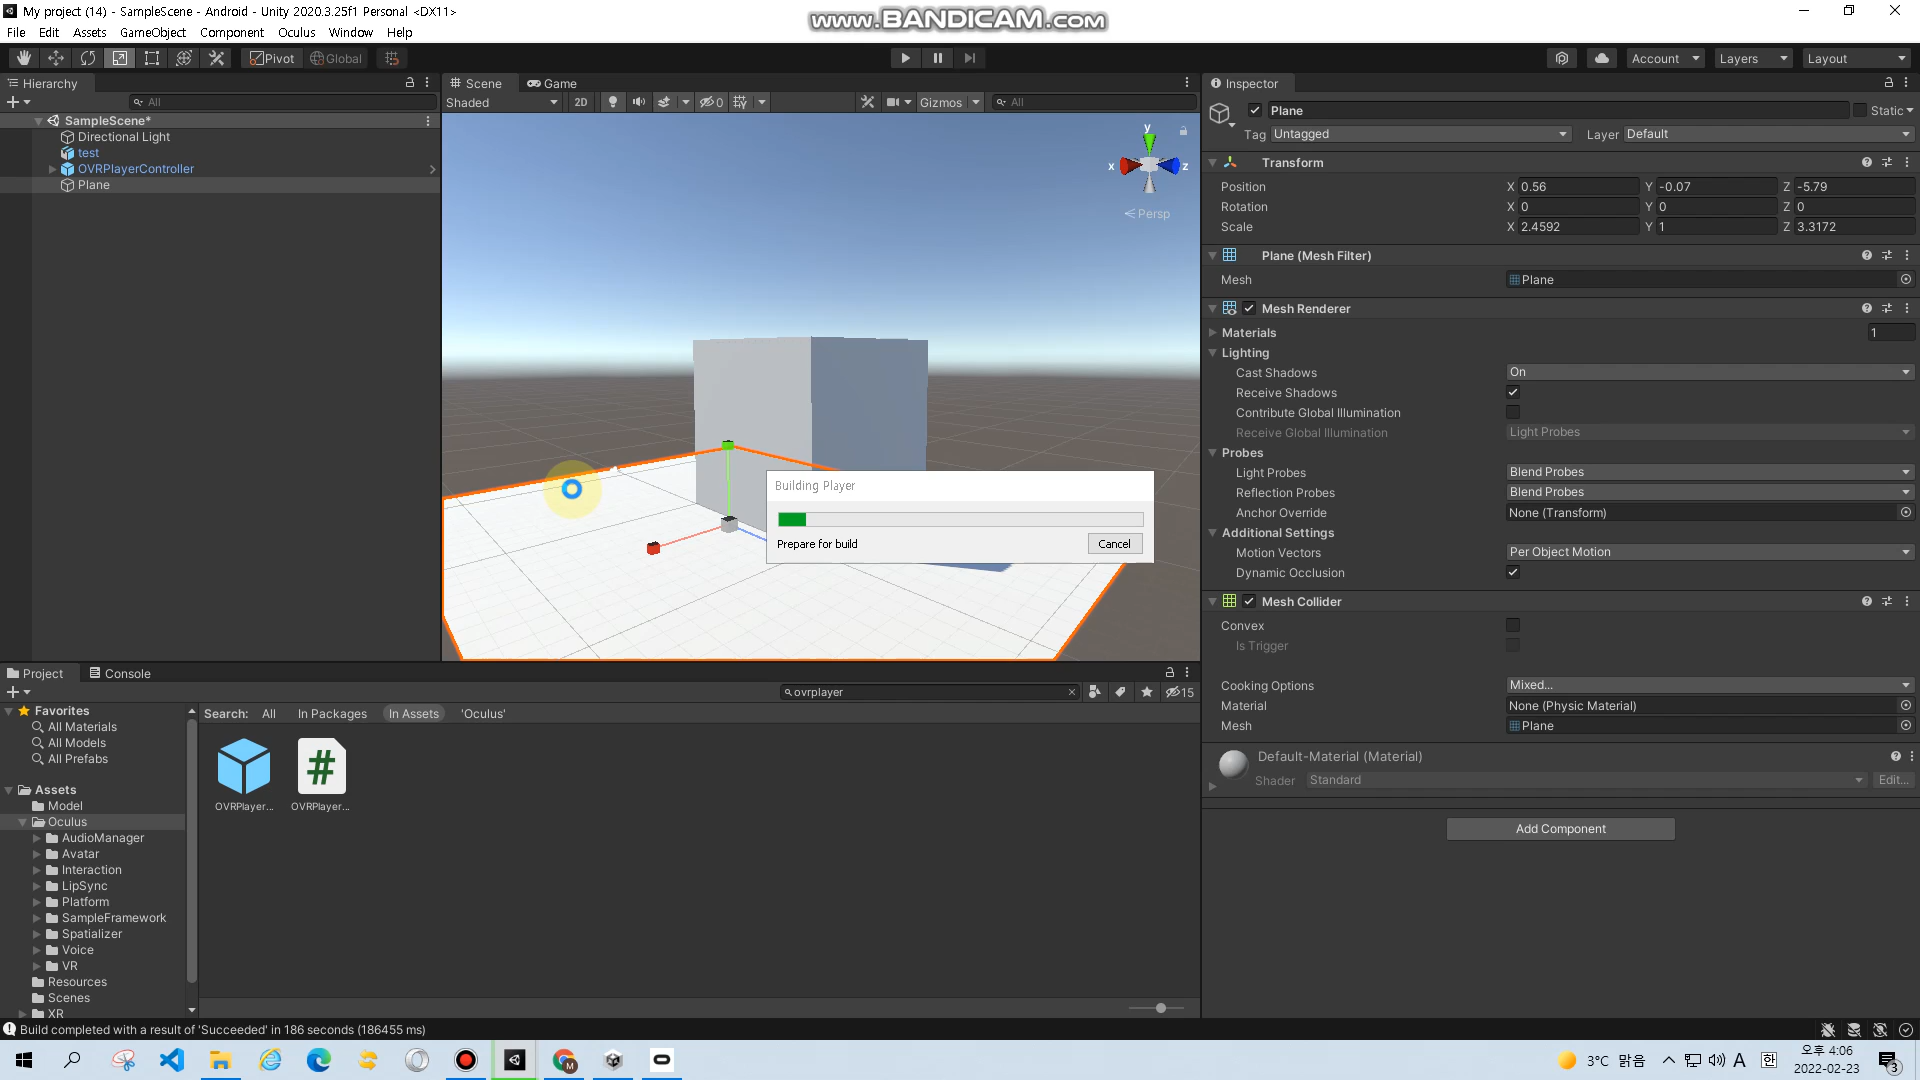 My project (14) - SampleScene - Android - Unity 2020.3.25f1 Personal <DX11>
www.BANDICAM.com
File Edit Assets GameObject Component Oculus Window Help
Pivot Global Account Layers Layout
Hierarchy Scene Game Inspector
All Shaded 2D 0 Gizmos All Plane Static
SampleScene*
Tag Untagged Layer Default
Directional Light
test
OVRPlayerController
Plane
y x z
Persp
Transform
Position X 0.56 Y -0.07 Z -5.79
Rotation X 0 Y 0 Z 0
Scale X 2.4592 Y 1 Z 3.3172
Plane (Mesh Filter)
Mesh Plane
Mesh Renderer
Materials 1
Lighting
Cast Shadows On
Receive Shadows
Contribute Global Illumination
Receive Global Illumination Light Probes
Probes
Light Probes Blend Probes
Reflection Probes Blend Probes
Anchor Override None (Transform)
Additional Settings
Motion Vectors Per Object Motion
Dynamic Occlusion
Building Player
Prepare for build Cancel
Mesh Collider
Convex
Is Trigger
Cooking Options Mixed...
Material None (Physic Material)
Mesh Plane
Default-Material (Material)
Shader Standard Edit...
Add Component
Project Console
ovrplayer 15
Favorites
All Materials
All Models
All Prefabs
Search: All In Packages In Assets 'Oculus'
Assets
Model
Oculus
AudioManager
Avatar
Interaction
LipSync
Platform
SampleFramework
Spatializer
Voice
VR
Resources
Scenes
XR
# OVRPlayer... OVRPlayer...
Build completed with a result of 'Succeeded' in 186 seconds (186455 ms)
3°C 맑음 A 한 오후 4:06
2022-02-23 3